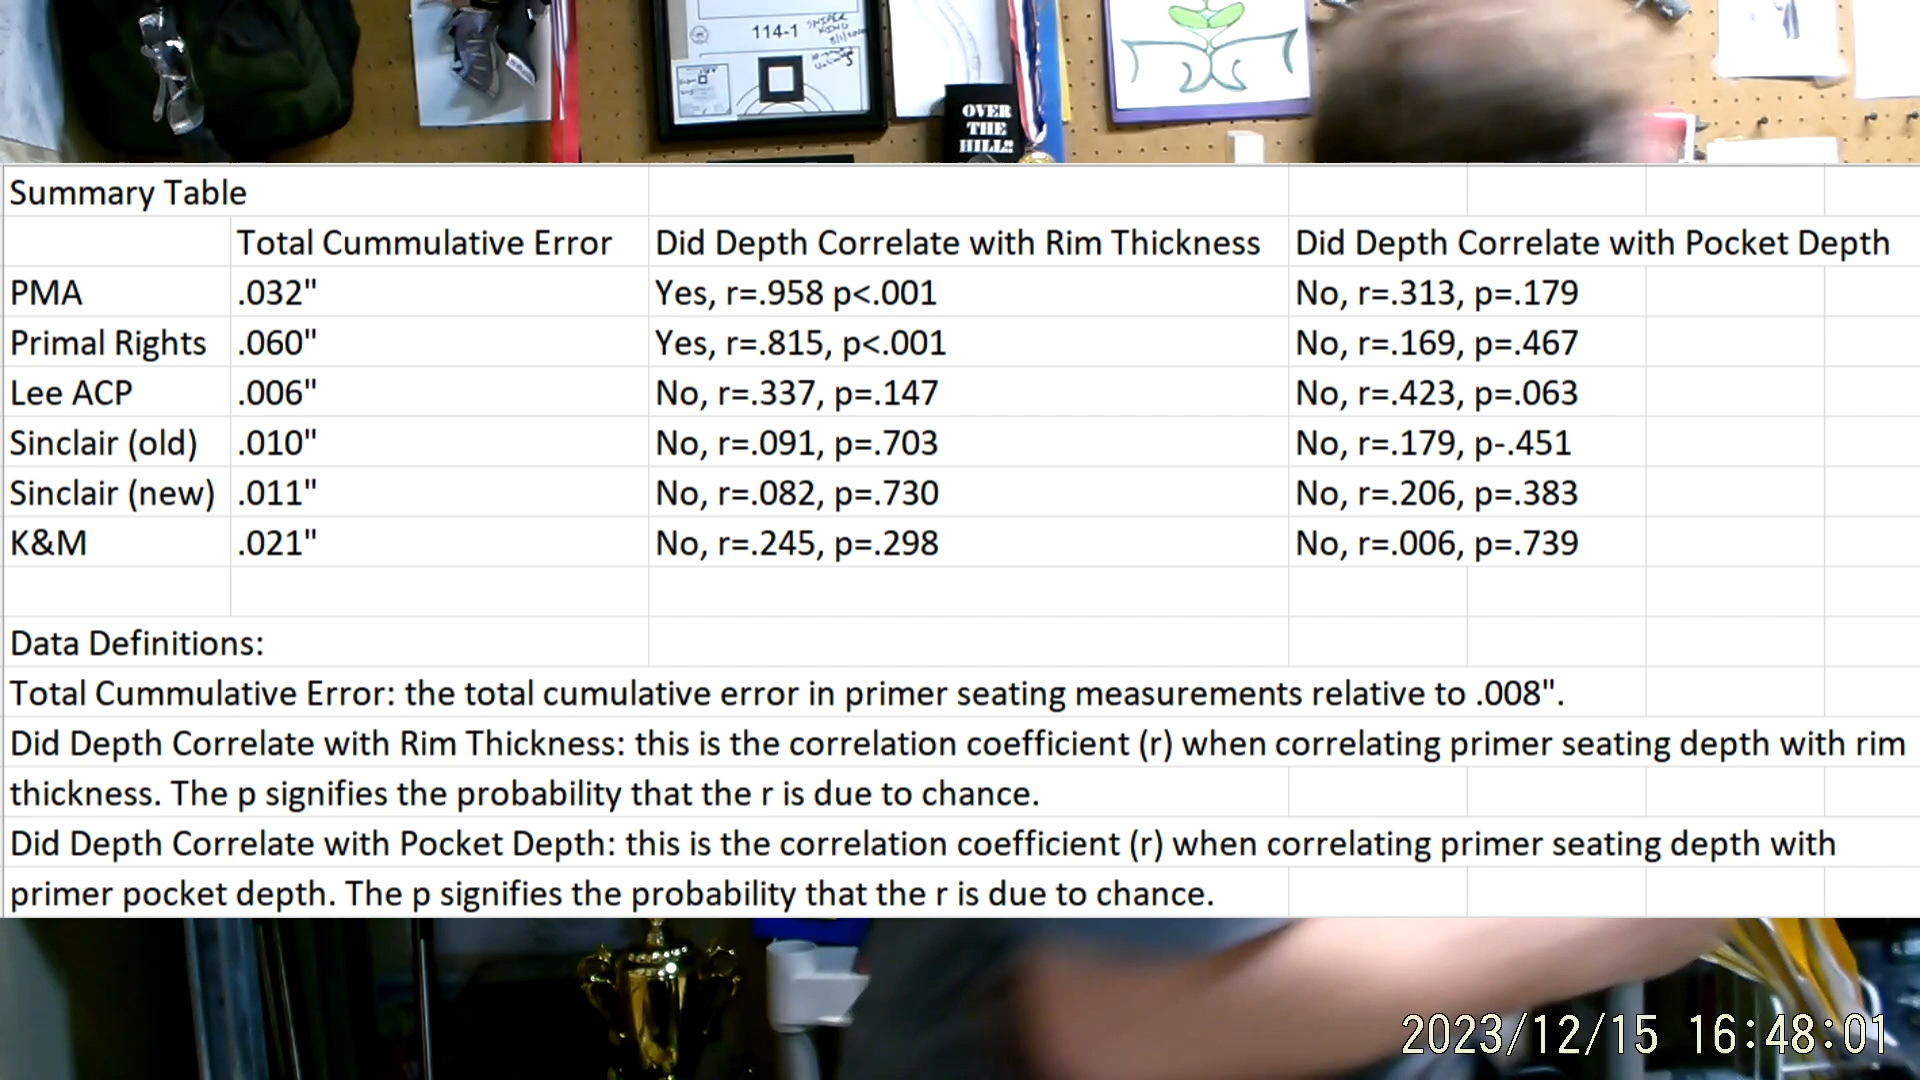 114-1
SNIPER
KING
OVER
THE
HILL!!
Summary Table
Total Cummulative Error Did Depth Correlate with Rim Thickness Did Depth Correlate with Pocket Depth
PMA .032" Yes, r=.958 p<.001 No, r=.313, p=.179
Primal Rights .060" Yes, r=.815, p<.001 No, r=.169, p=.467
Lee ACP .006" No, r=.337, p=.147 No, r=.423, p=.063
Sinclair (old) .010" No, r=.091, p=.703 No, r=.179, p-.451
Sinclair (new) .011" No, r=.082, p=.730 No, r=.206, p=.383
K&M .021" No, r=.245, p=.298 No, r=.006, p=.739
Data Definitions:
Total Cummulative Error: the total cumulative error in primer seating measurements relative to .008".
Did Depth Correlate with Rim Thickness: this is the correlation coefficient (r) when correlating primer seating depth with rim
thickness. The p signifies the probability that the r is due to chance.
Did Depth Correlate with Pocket Depth: this is the correlation coefficient (r) when correlating primer seating depth with
primer pocket depth. The p signifies the probability that the r is due to chance.
2023/12/15 16:48:01